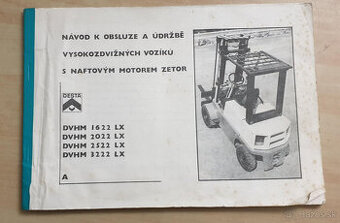 NÁVOD K OBSLUZE A ÚDRŽBĚ
VYSOKOZDVIŽNÝCH VOZÍKU
S NAFTOVÝM MOTOREM ZETOR
DESTA
DVHM 1622 LX
DVHM 2022 LX
DVHM 2522 LX
DVHM 3222 LX
A